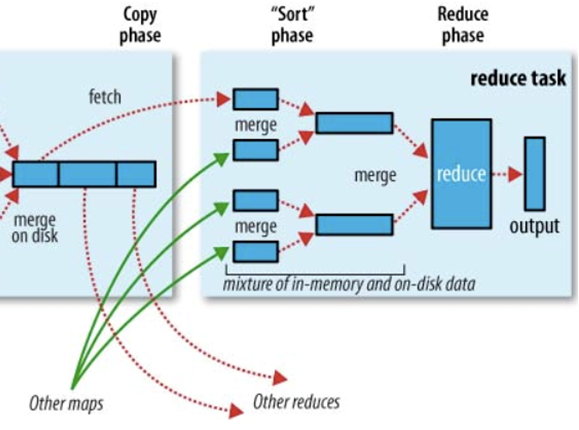 Copy
phase
“Sort”
phase
Reduce
phase
reduce task
fetch
merge
merge
reduce
merge
on disk
merge
output
mixture of in-memory and on-disk data
Other maps
Other reduces